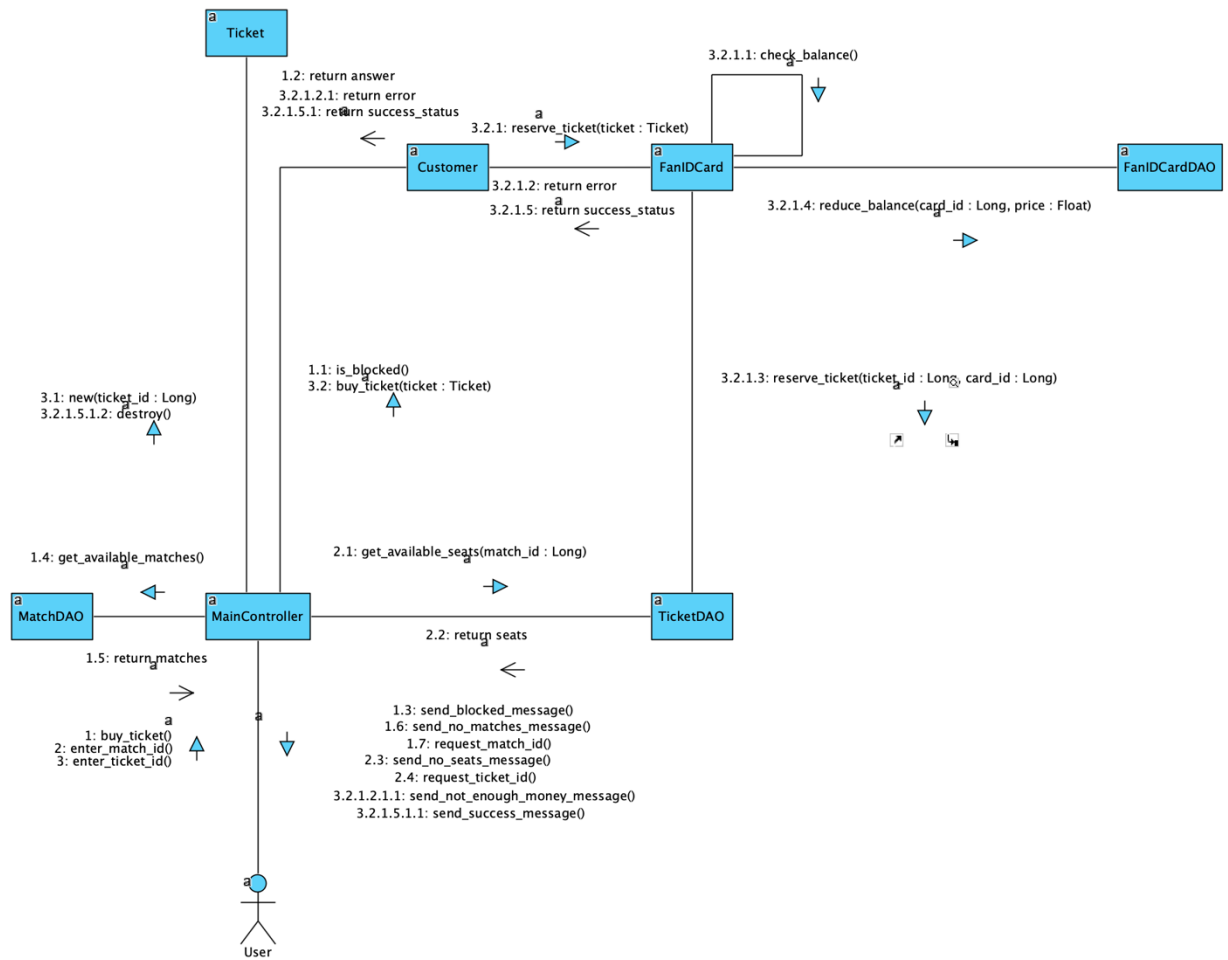 a
Ticket
3.2.1.1: check_balance()
a
1.2: return answer
3.2.1.2.1: return error
3.2.1.5.1: return success_status
a
a
3.2.1: reserve_ticket(ticket : Ticket)
a
Customer
a
FanIDCard
a
FanIDCardDAO
3.2.1.2: return error
a
3.2.1.5: return success_status
3.2.1.4: reduce_balance(card_id : Long, price : Float)
a
1.1: is_blocked()
a
3.2: buy_ticket(ticket : Ticket)
3.2.1.3: reserve_ticket(ticket_id : Long, card_id : Long)
a
3.1: new(ticket_id : Long)
a
3.2.1.5.1.2: destroy()
1.4: get_available_matches()
a
2.1: get_available_seats(match_id : Long)
a
a
MatchDAO
a
MainController
a
TicketDAO
2.2: return seats
a
1.5: return matches
a
a
1: buy_ticket()
2: enter_match_id()
3: enter_ticket_id()
a
1.3: send_blocked_message()
1.6: send_no_matches_message()
1.7: request_match_id()
2.3: send_no_seats_message()
2.4: request_ticket_id()
3.2.1.2.1.1: send_not_enough_money_message()
3.2.1.5.1.1: send_success_message()
a
User